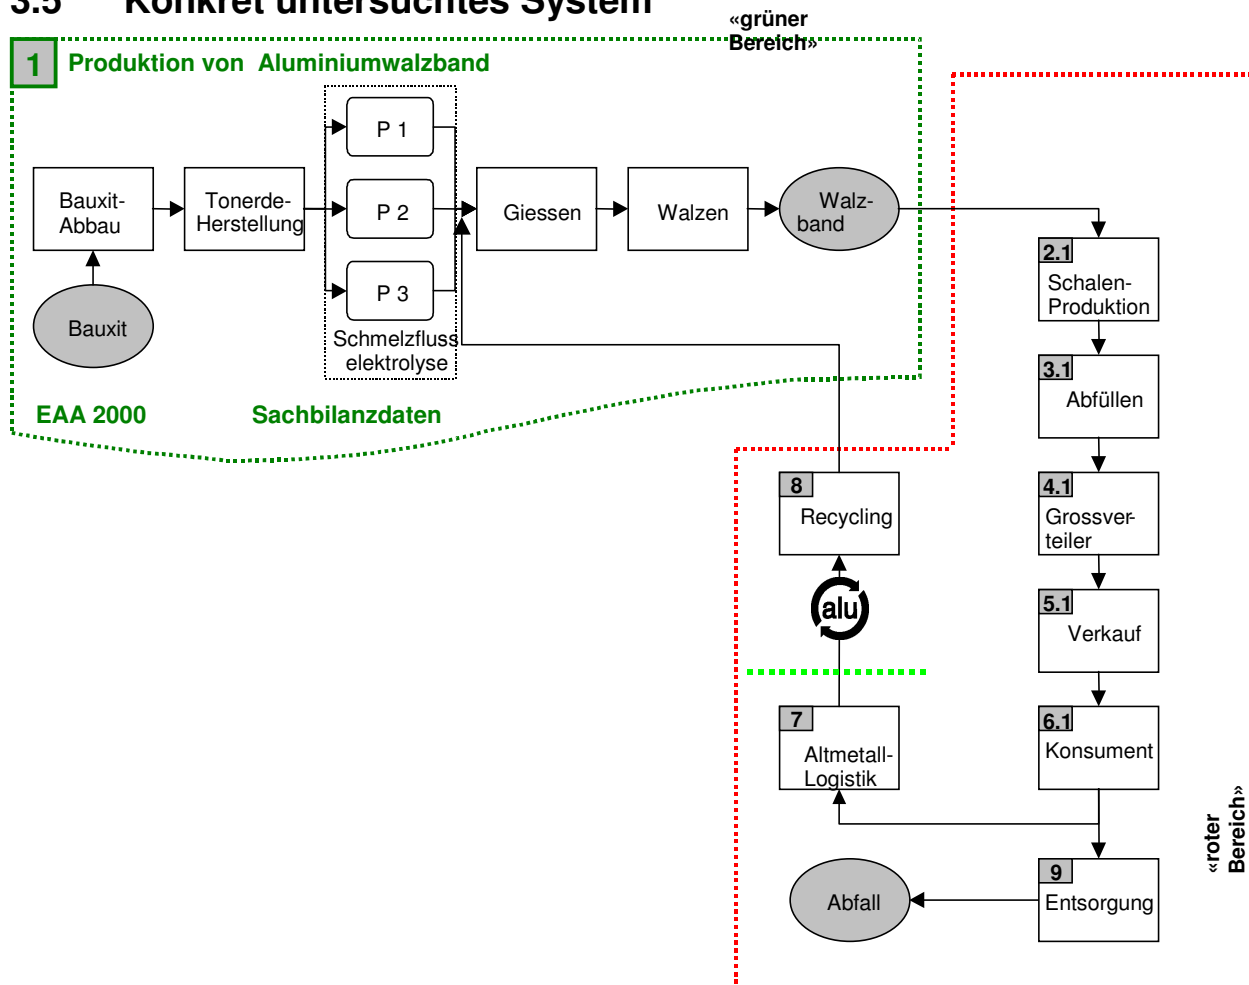 3.5 Konkret untersuchtes System
«grüner
Bereich»
1 Produktion von Aluminiumwalzband
P 1
P 2
P 3
Bauxit-
Abbau
Tonerde-
Herstellung
Giessen
Walzen
Walz-
band
Bauxit
Schmelzfluss
elektrolyse
EAA 2000
Sachbilanzdaten
2.1
Schalen-
Produktion
3.1
Abfüllen
4.1
Grossver-
teiler
5.1
Verkauf
6.1
Konsument
8
Recycling
alu
7
Altmetall-
Logistik
9
Entsorgung
Abfall
«roter
Bereich»